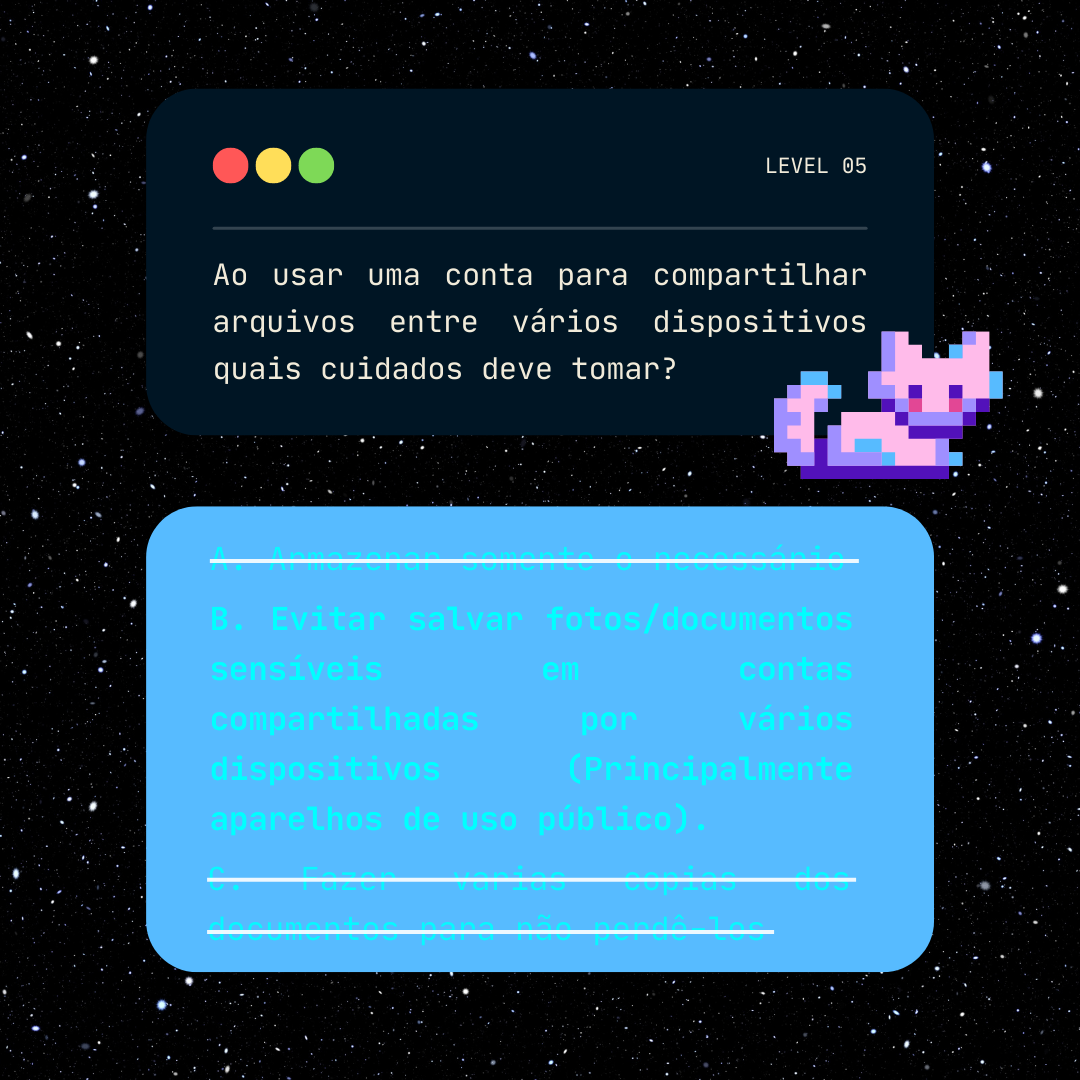 LEVEL 05
Ao usar uma conta para compartilhar
arquivos entre vários dispositivos
quais cuidados deve tomar?
A. Armazenar somente o necessário
B. Evitar salvar fotos/documentos
sensíveis em contas
compartilhadas por vários
dispositivos (Principalmente
aparelhos de uso público).
C. Fazer varias copias dos
documentos para não perdê-los